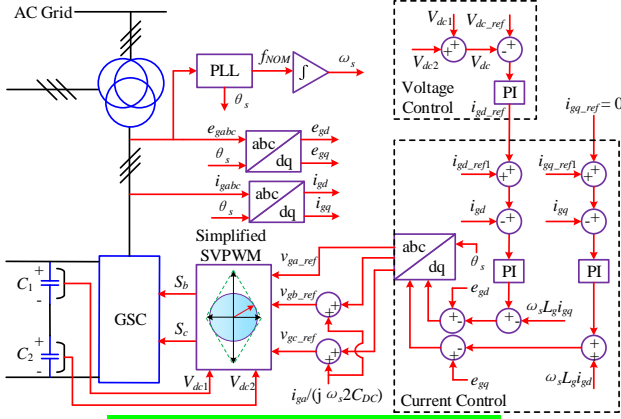 AC Grid
V_dc1
V_dc_ref
V_dc2
V_dc
+
+
-
+
PI
Voltage
Control
PLL
f_NOM
∫
ω_s
θ_s
i_gd_ref
i_gq_ref = 0
e_gabc
abc
dq
e_gd
e_gq
θ_s
i_gabc
abc
dq
i_gd
i_gq
θ_s
i_gd_ref1
+
+
i_gq_ref1
+
+
i_gd
-
+
i_gq
-
+
Simplified
SVPWM
v_ga_ref
v_gb_ref
v_gc_ref
abc
dq
θ_s
PI
PI
e_gd
+
-
+
-
ω_sL_gi_gq
+
-
+
+
e_gq
ω_sL_gi_gd
C_1
+
-
C_2
+
-
GSC
S_b
S_c
V_dc1
V_dc2
+
+
+
+
i_ga/(j ω_s2C_DC)
Current Control